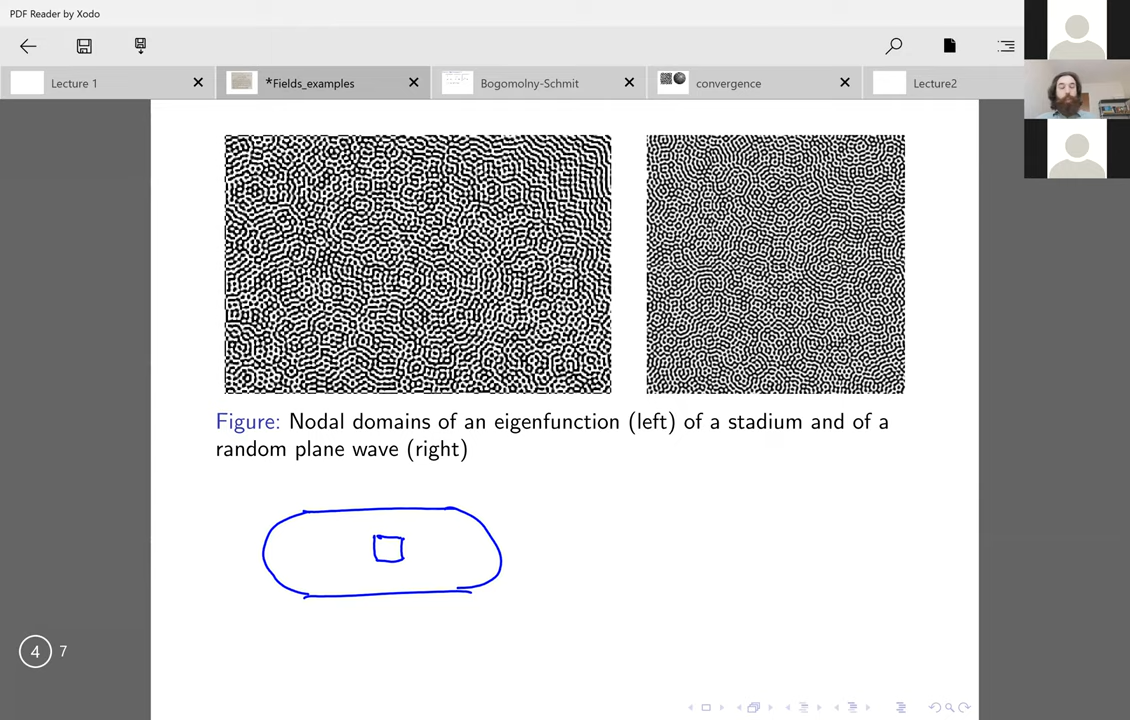 PDF Reader by Xodo
Lecture 1
*Fields_examples
Bogomolny-Schmit
convergence
Lecture2
Figure: Nodal domains of an eigenfunction (left) of a stadium and of a
random plane wave (right)
4 7